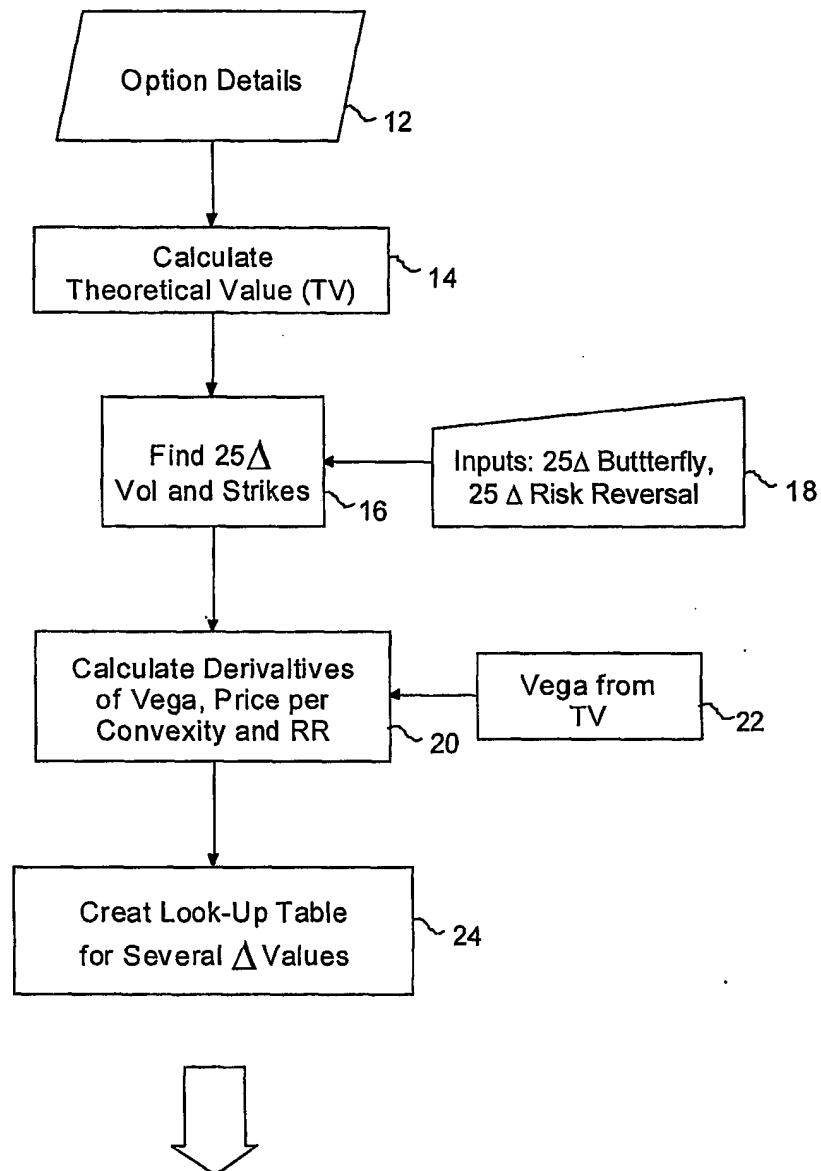 Option Details
12
Calculate
Theoretical Value (TV)
14
Find 25Δ
Vol and Strikes
16
Inputs: 25Δ Buttterfly,
25 Δ Risk Reversal
18
Calculate Derivaltives
of Vega, Price per
Convexity and RR
20
Vega from
TV
22
Creat Look-Up Table
for Several Δ Values
24